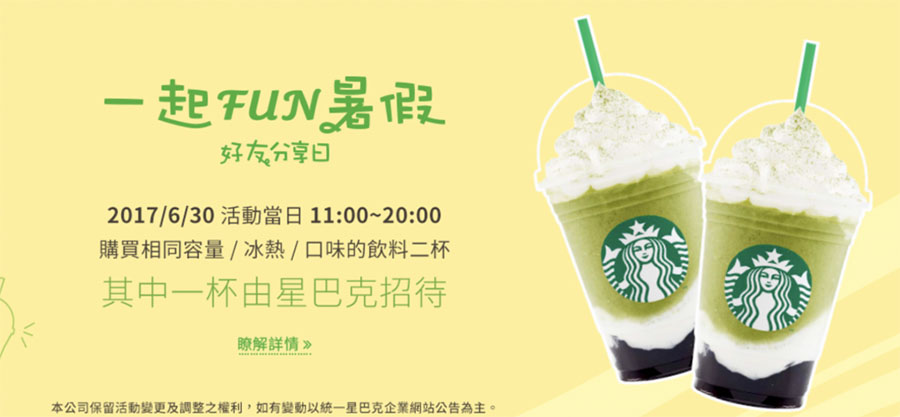 一起FUN暑假
好友分享日
2017/6/30 活動當日 11:00~20:00
購買相同容量 / 冰熱 / 口味的飲料二杯
其中一杯由星巴克招待
瞭解詳情 »
本公司保留活動變更及調整之權利，如有變動以統一星巴克企業網站公告為主。